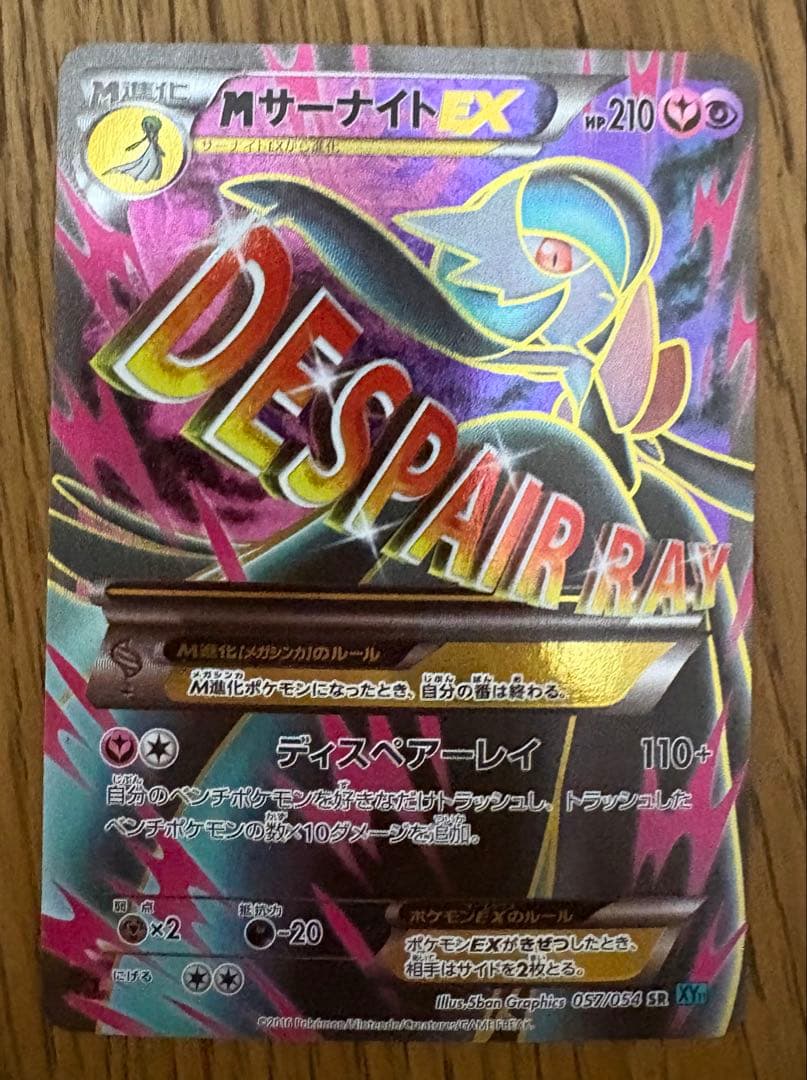 M進化
MサーナイトEX
HP210
サーナイトEXから進化
DESPAIR RAY
M進化[メガシンカ]のルール
M進化ポケモンになったとき、自分の番は終わる。
ディスペアーレイ 110+
自分のベンチポケモンを好きなだけトラッシュし、トラッシュした
ベンチポケモンの数×10ダメージを追加。
弱点 ×2
抵抗力 -20
にげる
ポケモンEXのルール
ポケモンEXがきぜつしたとき、
相手はサイドを2枚とる。
Illus.5ban Graphics 057/054 SR XY11
©2016 Pokémon/Nintendo/Creatures/GAME FREAK.